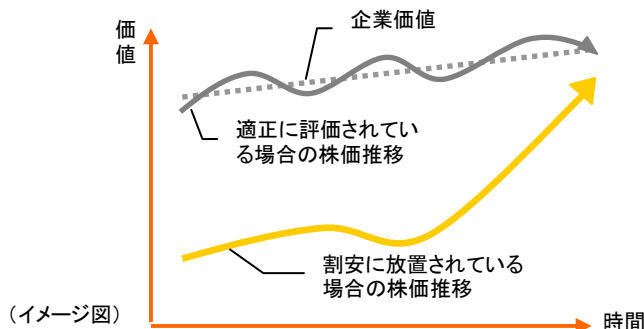 価
値
企業価値
適正に評価されてい
る場合の株価推移
割安に放置されている
場合の株価推移
（イメージ図）
時間